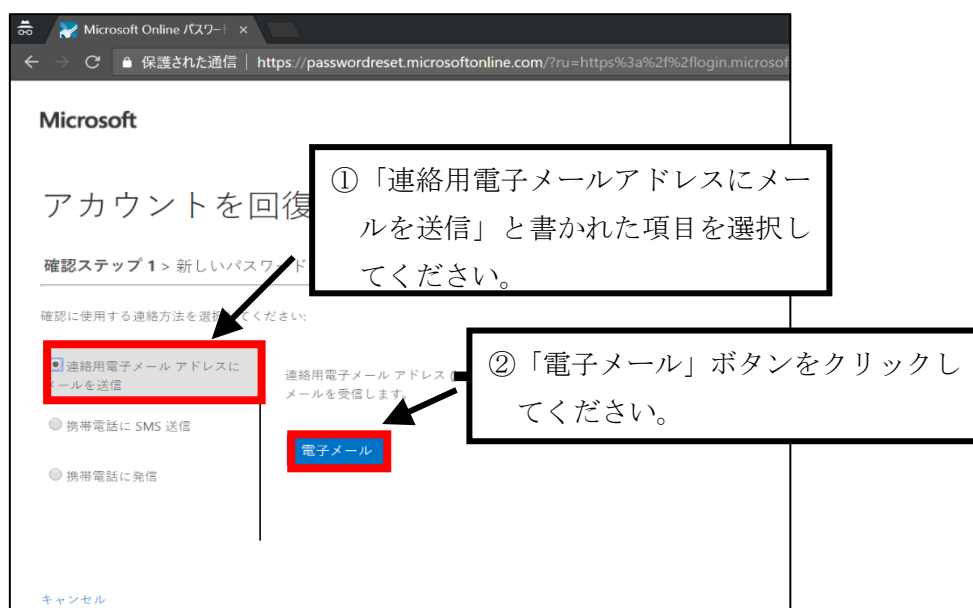 Microsoft Online パスワード
保護された通信
https://passwordreset.microsoftonline.com/?ru=https%3a%2f%2flogin.microsof
Microsoft
アカウントを回復
①「連絡用電子メールアドレスにメー
ルを送信」と書かれた項目を選択し
てください。
確認ステップ 1 > 新しいパスワード
確認に使用する連絡方法を選択してください:
連絡用電子メール アドレスに
メールを送信
携帯電話に SMS 送信
携帯電話に発信
連絡用電子メール アドレス
メールを受信します。
電子メール
②「電子メール」ボタンをクリックし
てください。
キャンセル